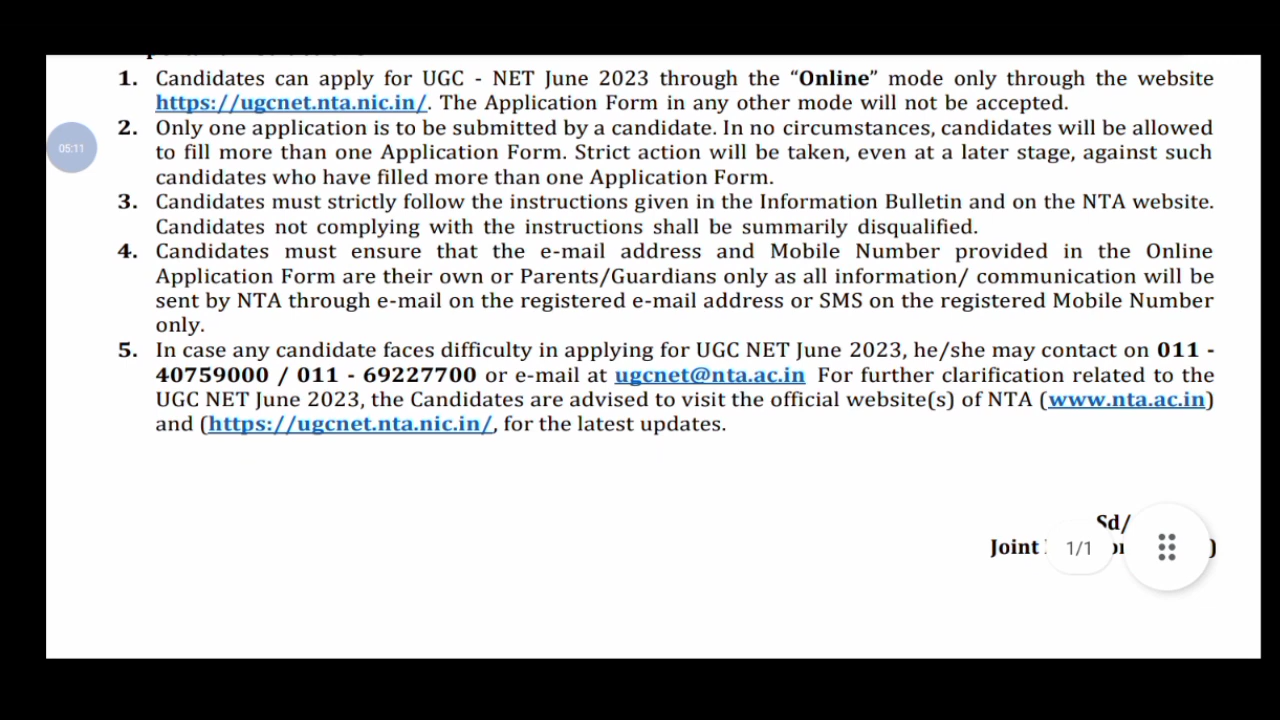 1. Candidates can apply for UGC - NET June 2023 through the “Online” mode only through the website
https://ugcnet.nta.nic.in/. The Application Form in any other mode will not be accepted.
2. Only one application is to be submitted by a candidate. In no circumstances, candidates will be allowed
05:11
to fill more than one Application Form. Strict action will be taken, even at a later stage, against such
candidates who have filled more than one Application Form.
3. Candidates must strictly follow the instructions given in the Information Bulletin and on the NTA website.
Candidates not complying with the instructions shall be summarily disqualified.
4. Candidates must ensure that the e-mail address and Mobile Number provided in the Online
Application Form are their own or Parents/Guardians only as all information/ communication will be
sent by NTA through e-mail on the registered e-mail address or SMS on the registered Mobile Number
only.
5. In case any candidate faces difficulty in applying for UGC NET June 2023, he/she may contact on 011 -
40759000 / 011 - 69227700 or e-mail at ugcnet@nta.ac.in For further clarification related to the
UGC NET June 2023, the Candidates are advised to visit the official website(s) of NTA (www.nta.ac.in)
and (https://ugcnet.nta.nic.in/, for the latest updates.
Sd/
Joint
1/1